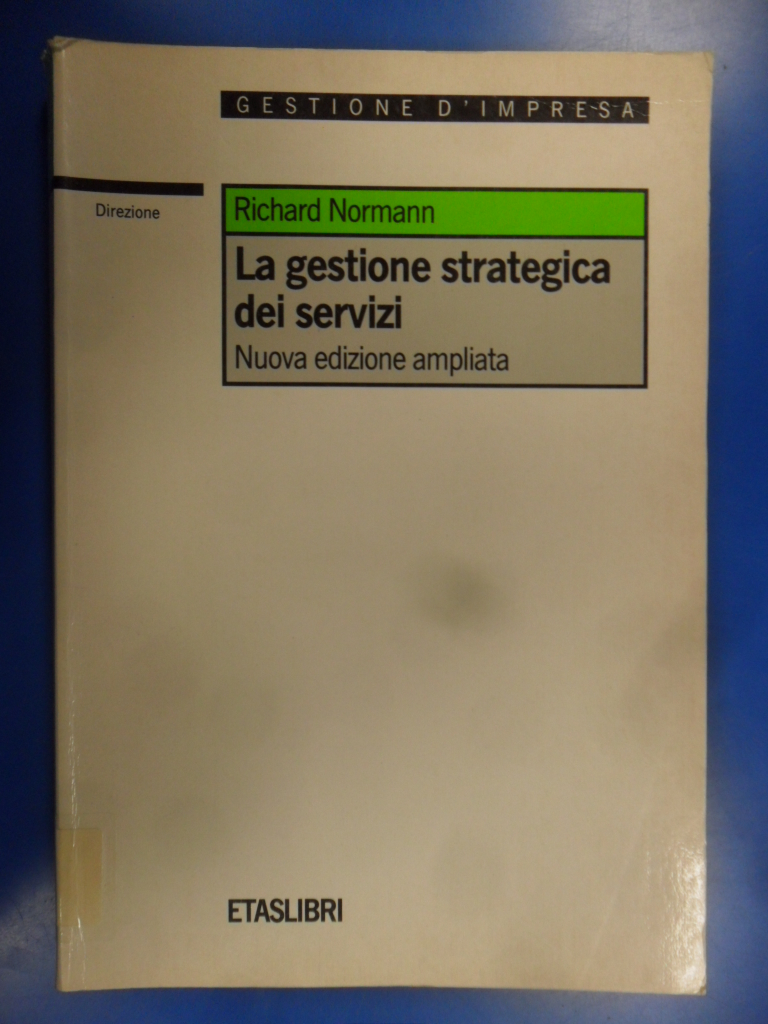 GESTIONE D'IMPRESA
Direzione
Richard Normann
La gestione strategica
dei servizi
Nuova edizione ampliata
ETASLIBRI